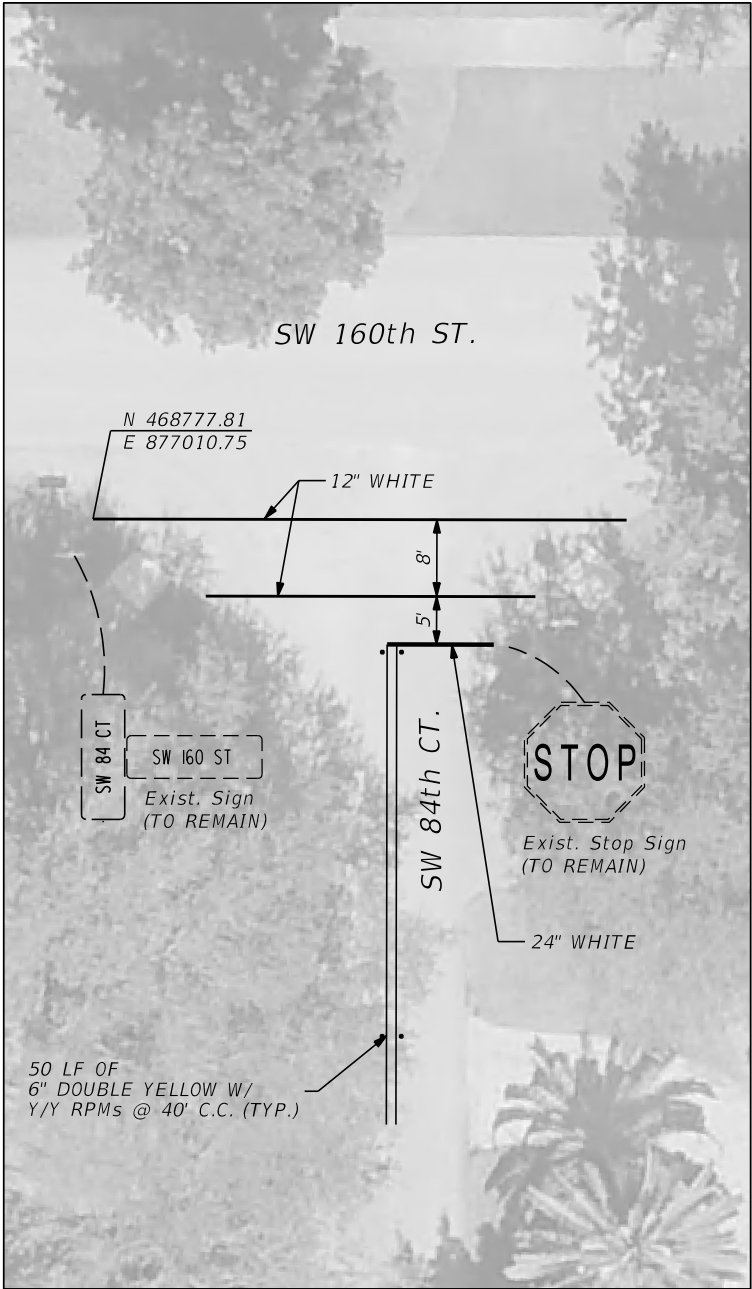 SW 160th ST.
N 468777.81
E 877010.75
12" WHITE
8'
5'
SW 84 CT
SW 160 ST
Exist. Sign
(TO REMAIN)
SW 84th CT.
STOP
Exist. Stop Sign
(TO REMAIN)
24" WHITE
50 LF OF
6" DOUBLE YELLOW W/
Y/Y RPMs @ 40' C.C. (TYP.)